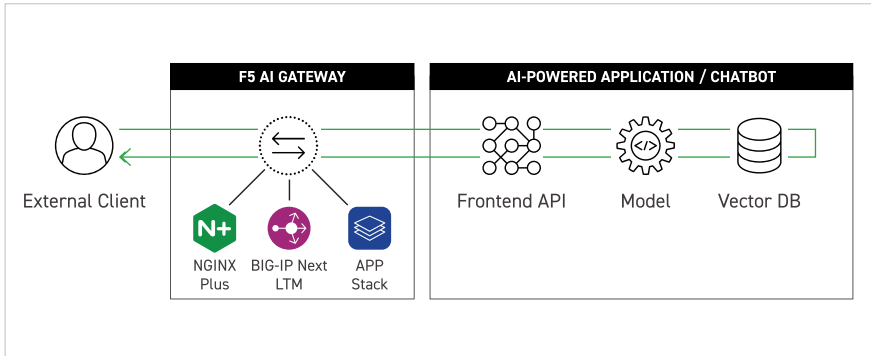 F5 AI GATEWAY
AI-POWERED APPLICATION / CHATBOT
</>
External Client
Frontend API
Model
Vector DB
N+
NGINX
Plus
BIG-IP Next
LTM
APP
Stack